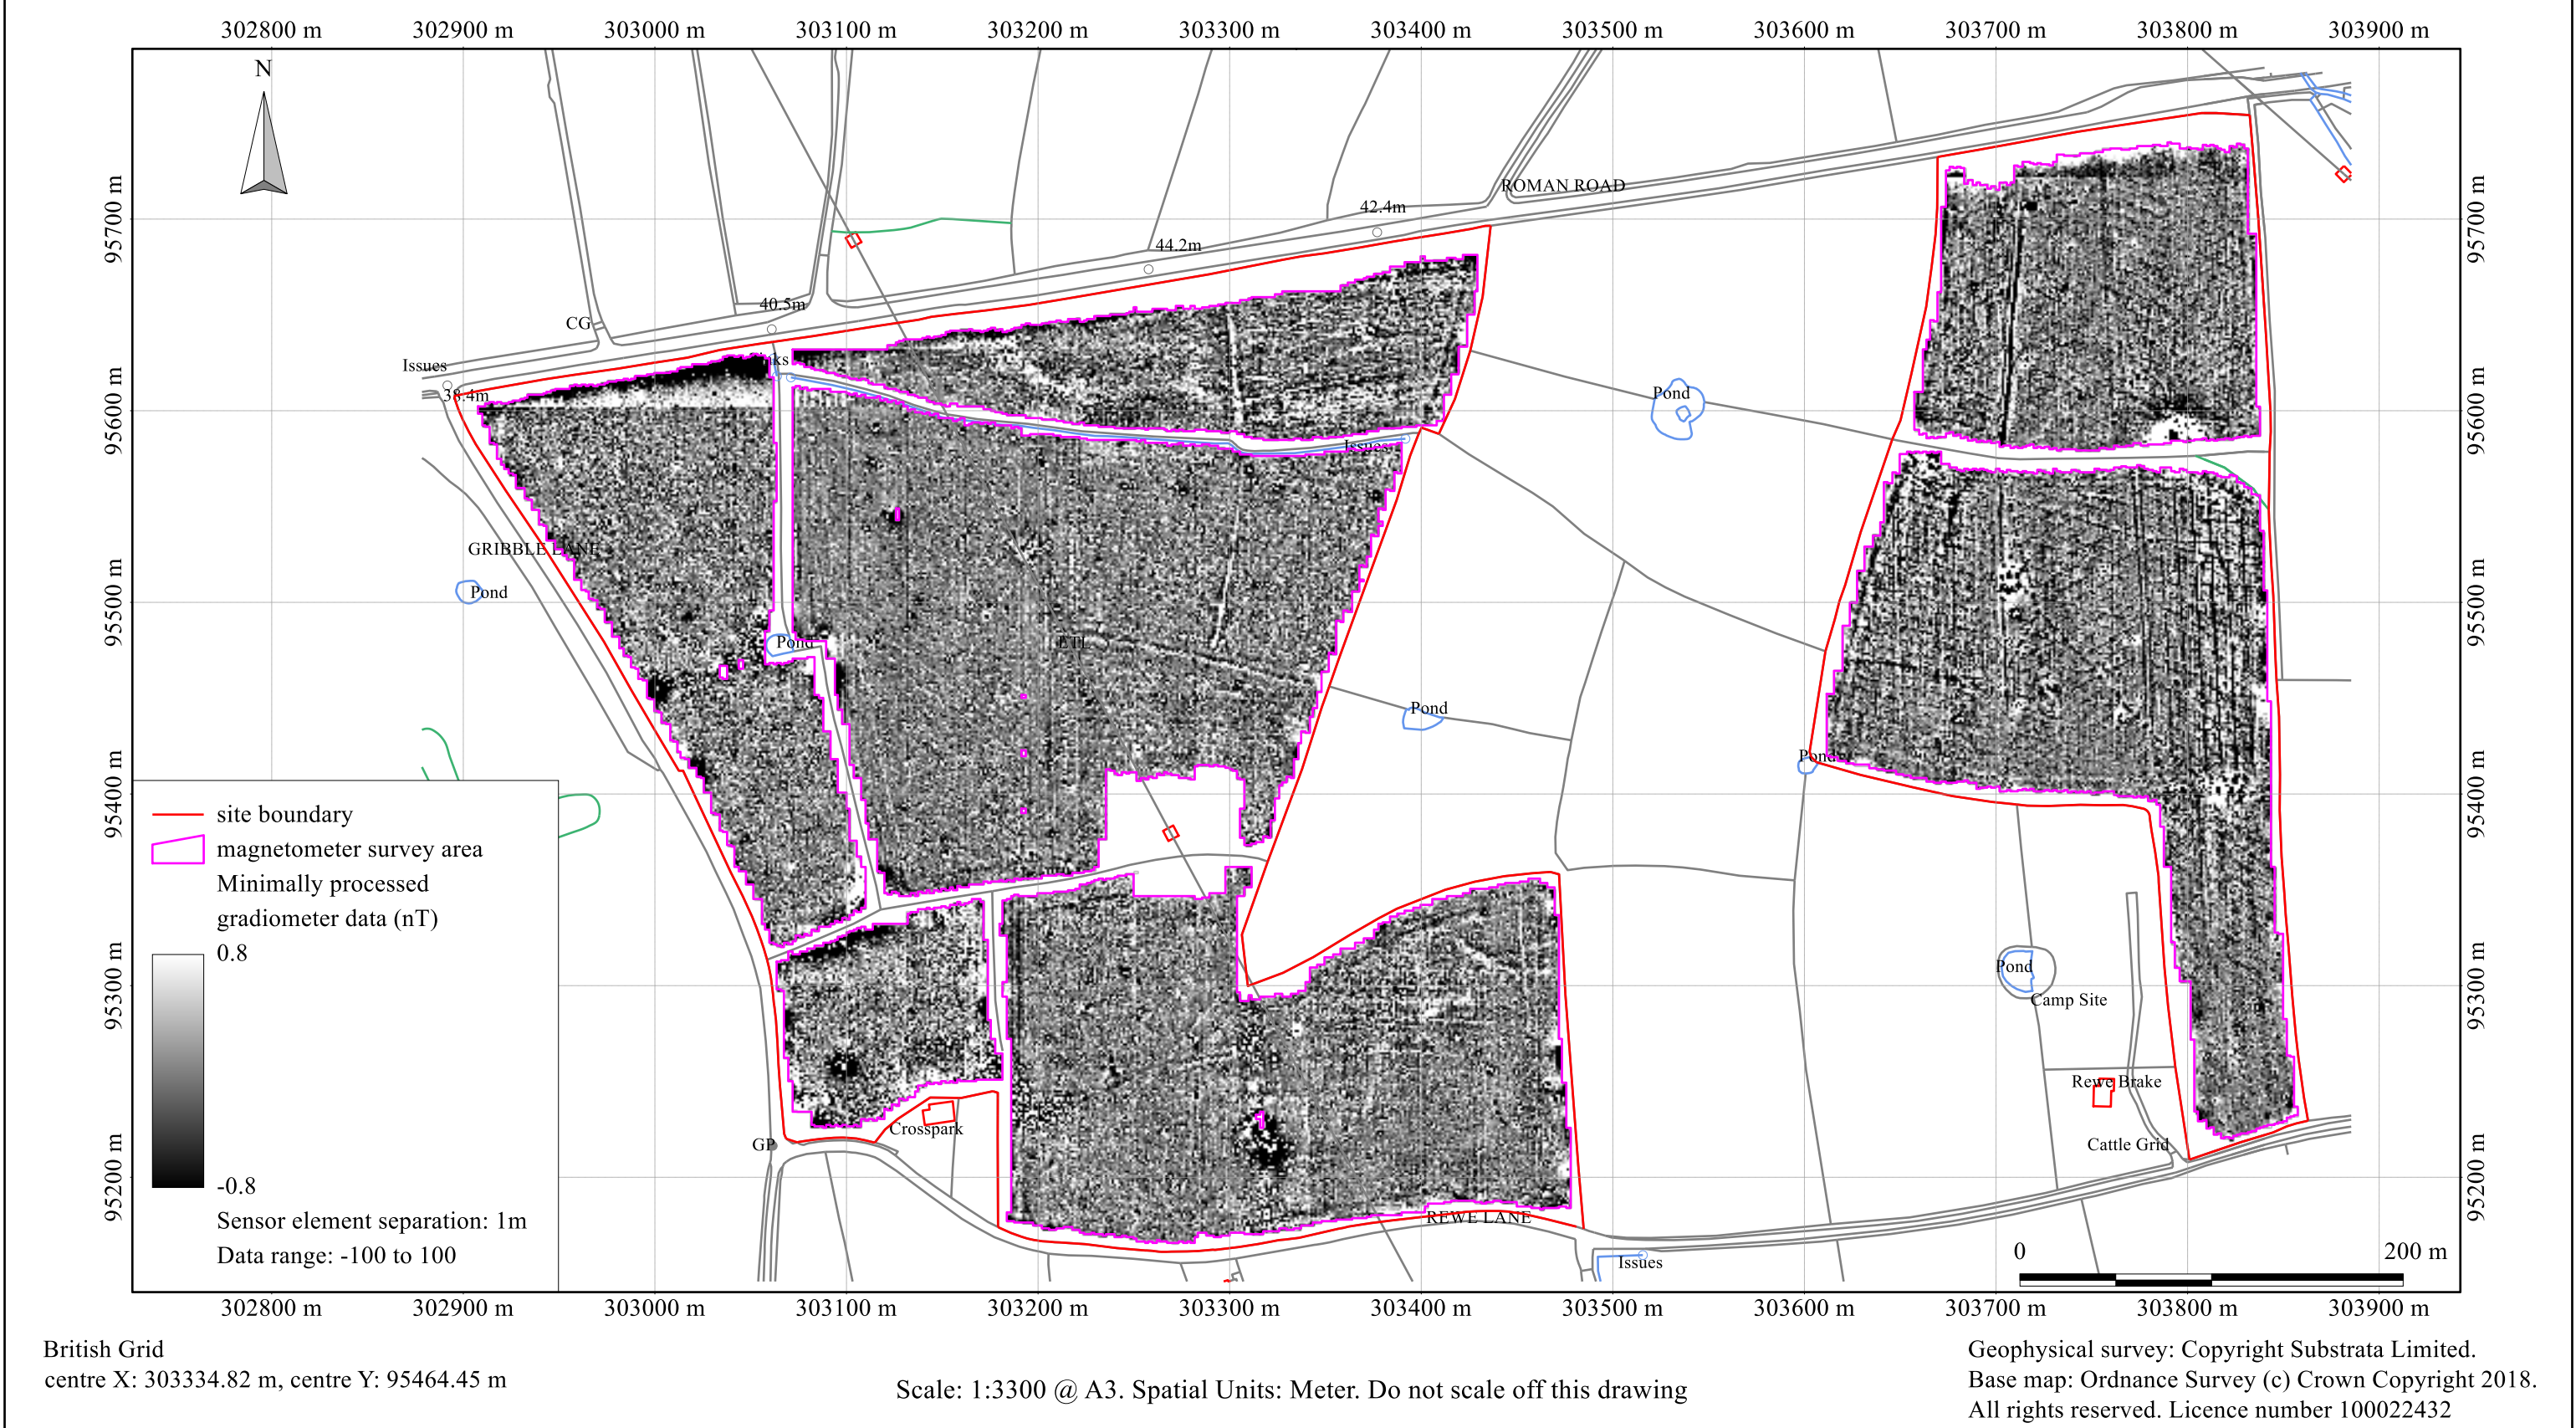 302800 m 302900 m 303000 m 303100 m 303200 m 303300 m 303400 m 303500 m 303600 m 303700 m 303800 m 303900 m
N
95700 m
95600 m
95500 m
95400 m
95300 m
95200 m
ROMAN ROAD
42.4m
44.2m
40.5m
CG
Issues
38.4m
Pond
Issues
GRIBBLE LANE
Pond
Pond
ETL
Pond
Pond
Pond
Camp Site
Rewe Brake
Crosspark
GP
Cattle Grid
REWE LANE
Issues
95700 m
95600 m
95500 m
95400 m
95300 m
95200 m
site boundary
magnetometer survey area
Minimally processed
gradiometer data (nT)
0.8
-0.8
Sensor element separation: 1m
Data range: -100 to 100
0 200 m
302800 m 302900 m 303000 m 303100 m 303200 m 303300 m 303400 m 303500 m 303600 m 303700 m 303800 m 303900 m
British Grid
centre X: 303334.82 m, centre Y: 95464.45 m
Scale: 1:3300 @ A3. Spatial Units: Meter. Do not scale off this drawing
Geophysical survey: Copyright Substrata Limited.
Base map: Ordnance Survey (c) Crown Copyright 2018.
All rights reserved. Licence number 100022432